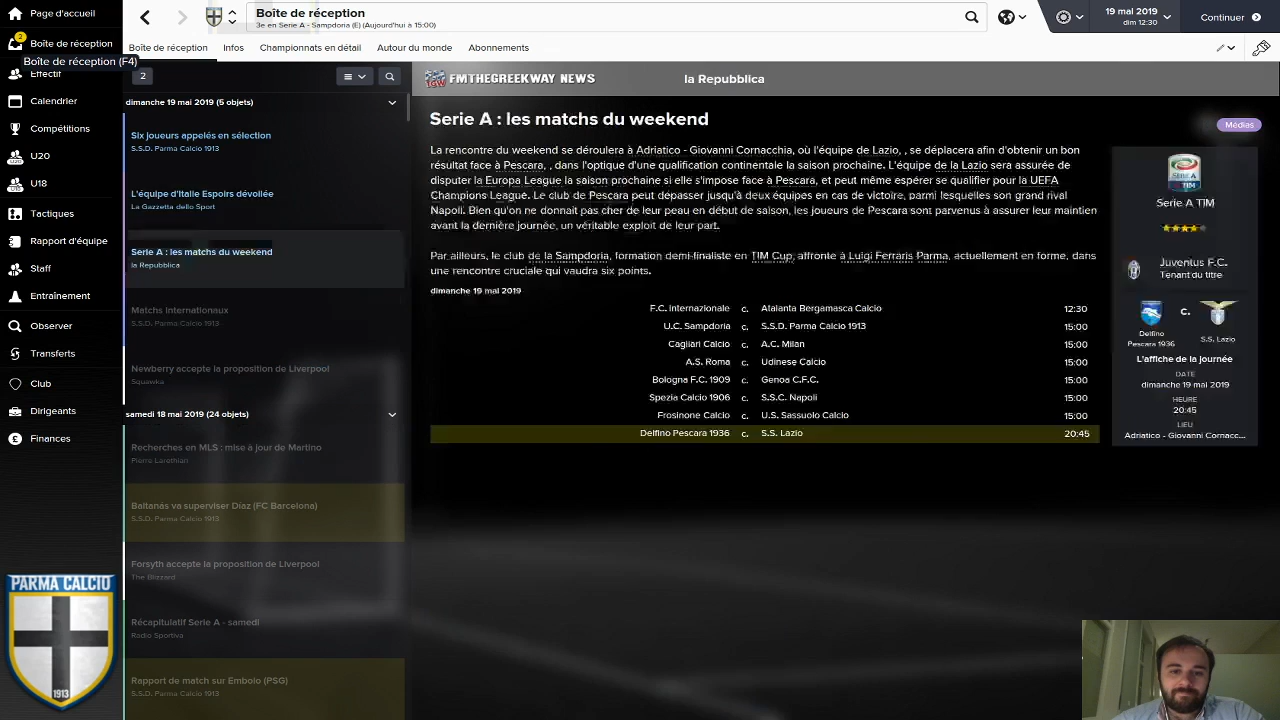 Page d'accueil
2
Boîte de réception
Boîte de réception (F4)
Effectif
Calendrier
Compétitions
U20
U18
Tactiques
Rapport d'équipe
Staff
Entraînement
Observer
Transferts
Club
Dirigeants
Finances
PARMA CALCIO
1913
Boîte de réception
3e en Serie A - Sampdoria (E) (Aujourd'hui à 15:00)
19 mai 2019
dim 12:30
Continuer
Boîte de réception
Infos
Championnats en détail
Autour du monde
Abonnements
2
dimanche 19 mai 2019 (5 objets)
Six joueurs appelés en sélection
S.S.D. Parma Calcio 1913
L'équipe d'Italie Espoirs dévoilée
La Gazzetta dello Sport
Serie A : les matchs du weekend
la Repubblica
Matchs Internationaux
S.S.D. Parma Calcio 1913
Newberry accepte la proposition de Liverpool
Squawka
samedi 18 mai 2019 (24 objets)
Recherches en MLS : mise à jour de Martino
Pierre Larethian
Baltanás va superviser Díaz (FC Barcelona)
S.S.D. Parma Calcio 1913
Forsyth accepte la proposition de Liverpool
The Blizzard
Récapitulatif Serie A - samedi
Radio Sportiva
Rapport de match sur Embolo (PSG)
S.S.D. Parma Calcio 1913
FMTHEGREEKWAY NEWS
la Repubblica
Serie A : les matchs du weekend
Médias
La rencontre du weekend se déroulera à Adriatico - Giovanni Cornacchia, où l'équipe de Lazio, , se déplacera afin d'obtenir un bon
résultat face à Pescara, , dans l'optique d'une qualification continentale la saison prochaine. L'équipe de la Lazio sera assurée de
disputer la Europa League la saison prochaine si elle s'impose face à Pescara, et peut même espérer se qualifier pour la UEFA
Champions League. Le club de Pescara peut dépasser jusqu'à deux équipes en cas de victoire, parmi lesquelles son grand rival
Napoli. Bien qu'on ne donnait pas cher de leur peau en début de saison, les joueurs de Pescara sont parvenus à assurer leur maintien
avant la dernière journée, un véritable exploit de leur part.
Par ailleurs, le club de la Sampdoria, formation demi-finaliste en TIM Cup, affronte à Luigi Ferraris Parma, actuellement en forme, dans
une rencontre cruciale qui vaudra six points.
dimanche 19 mai 2019
F.C. Internazionale c. Atalanta Bergamasca Calcio 12:30
U.C. Sampdoria c. S.S.D. Parma Calcio 1913 15:00
Cagliari Calcio c. A.C. Milan 15:00
A.S. Roma c. Udinese Calcio 15:00
Bologna F.C. 1909 c. Genoa C.F.C. 15:00
Spezia Calcio 1906 c. S.S.C. Napoli 15:00
Frosinone Calcio c. U.S. Sassuolo Calcio 15:00
Delfino Pescara 1936 c. S.S. Lazio 20:45
SERIE A
TIM
Serie A TIM
Juventus F.C.
Tenant du titre
c.
Delfino
Pescara 1936
S.S. Lazio
L'affiche de la journée
DATE
dimanche 19 mai 2019
HEURE
20:45
LIEU
Adriatico - Giovanni Cornacc...